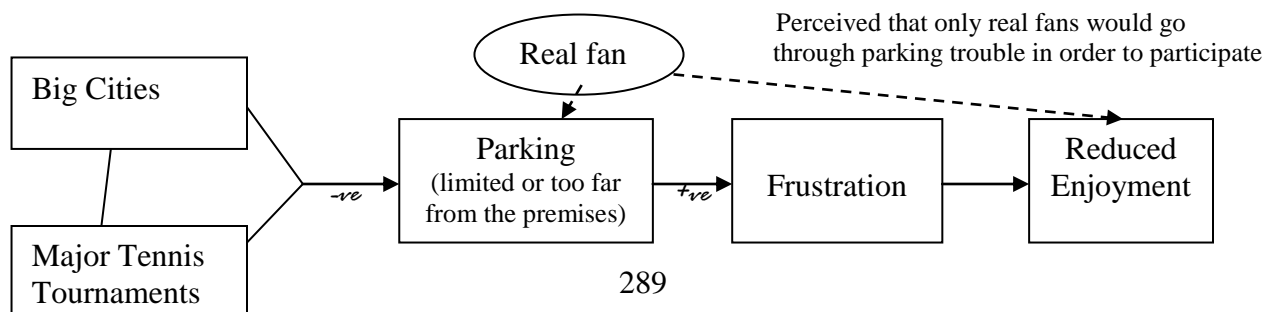 Perceived that only real fans would go
through parking trouble in order to participate
Real fan
Big Cities
Major Tennis
Tournaments
-ve
Parking
(limited or too far
from the premises)
+ve
Frustration
Reduced
Enjoyment
289